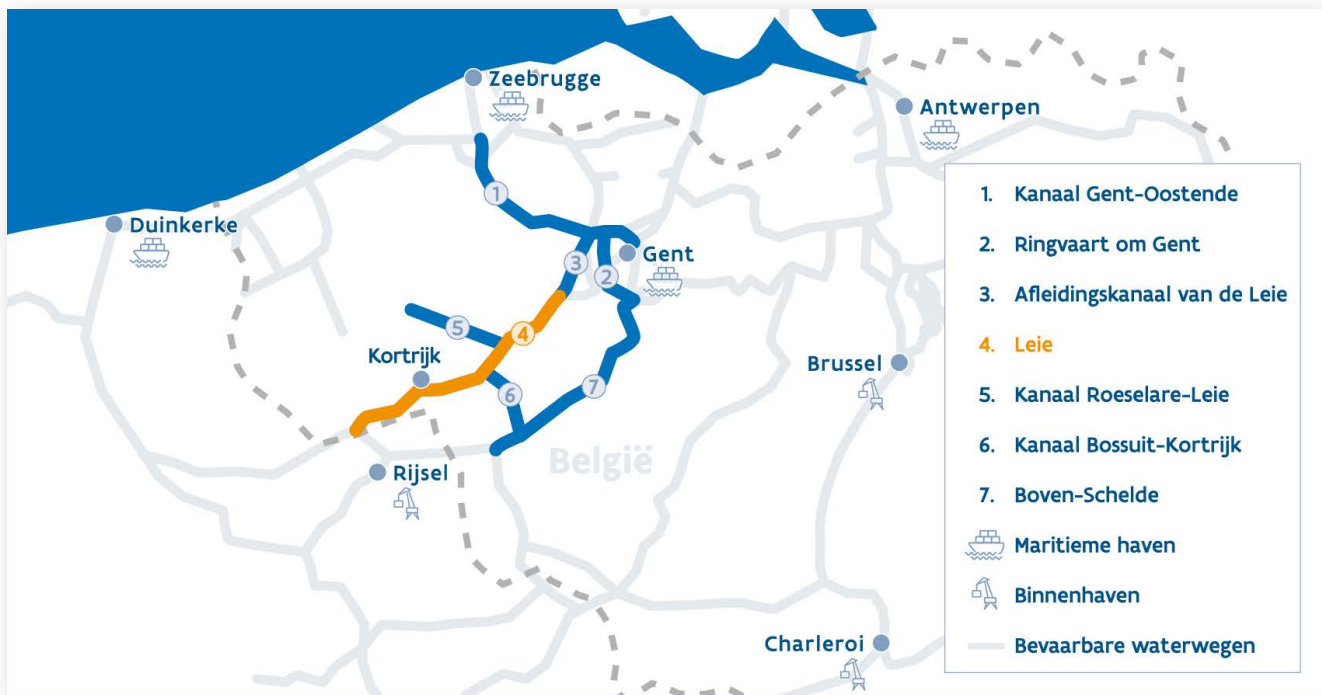 Zeebrugge
Antwerpen
1
Duinkerke
Gent
3
2
5
4
Kortrijk
Brussel
6
7
België
Rijsel
Charleroi
1. Kanaal Gent-Oostende
2. Ringvaart om Gent
3. Afleidingskanaal van de Leie
4. Leie
5. Kanaal Roeselare-Leie
6. Kanaal Bossuit-Kortrijk
7. Boven-Schelde
Maritieme haven
Binnenhaven
Bevaarbare waterwegen